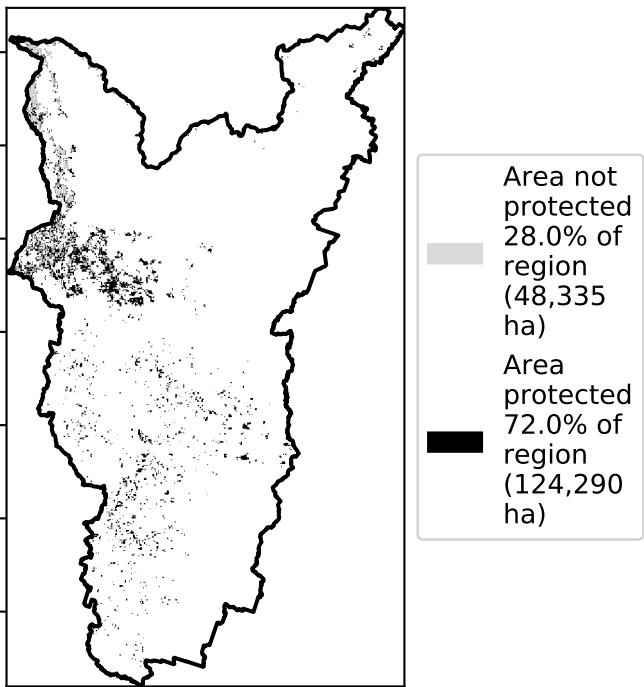 Area not
protected
28.0% of
region
(48,335
ha)
Area
protected
72.0% of
region
(124,290
ha)